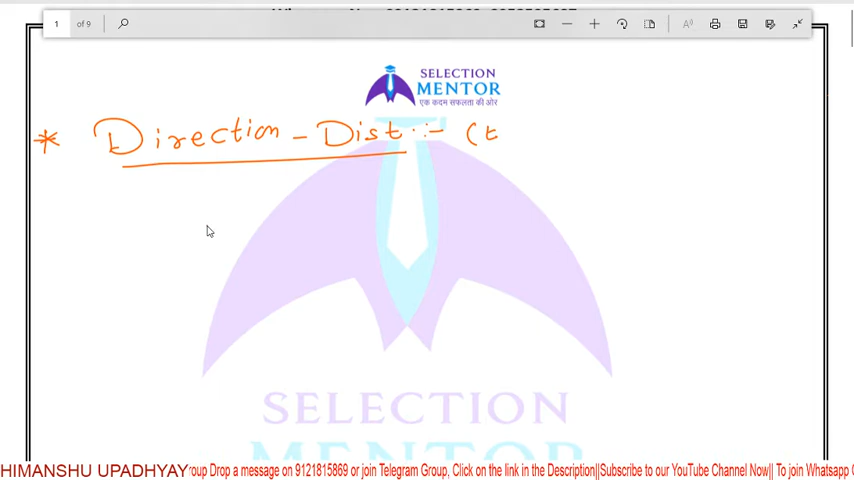 1 of 9
SELECTION
MENTOR
एक कदम सफलता की ओर
* Direction - Dist. :- (t
SELECTION
MENTOR
HIMANSHU UPADHYAY roup Drop a message on 9121815869 or join Telegram Group, Click on the link in the Description||Subscribe to our YouTube Channel Now|| To join Whatsapp